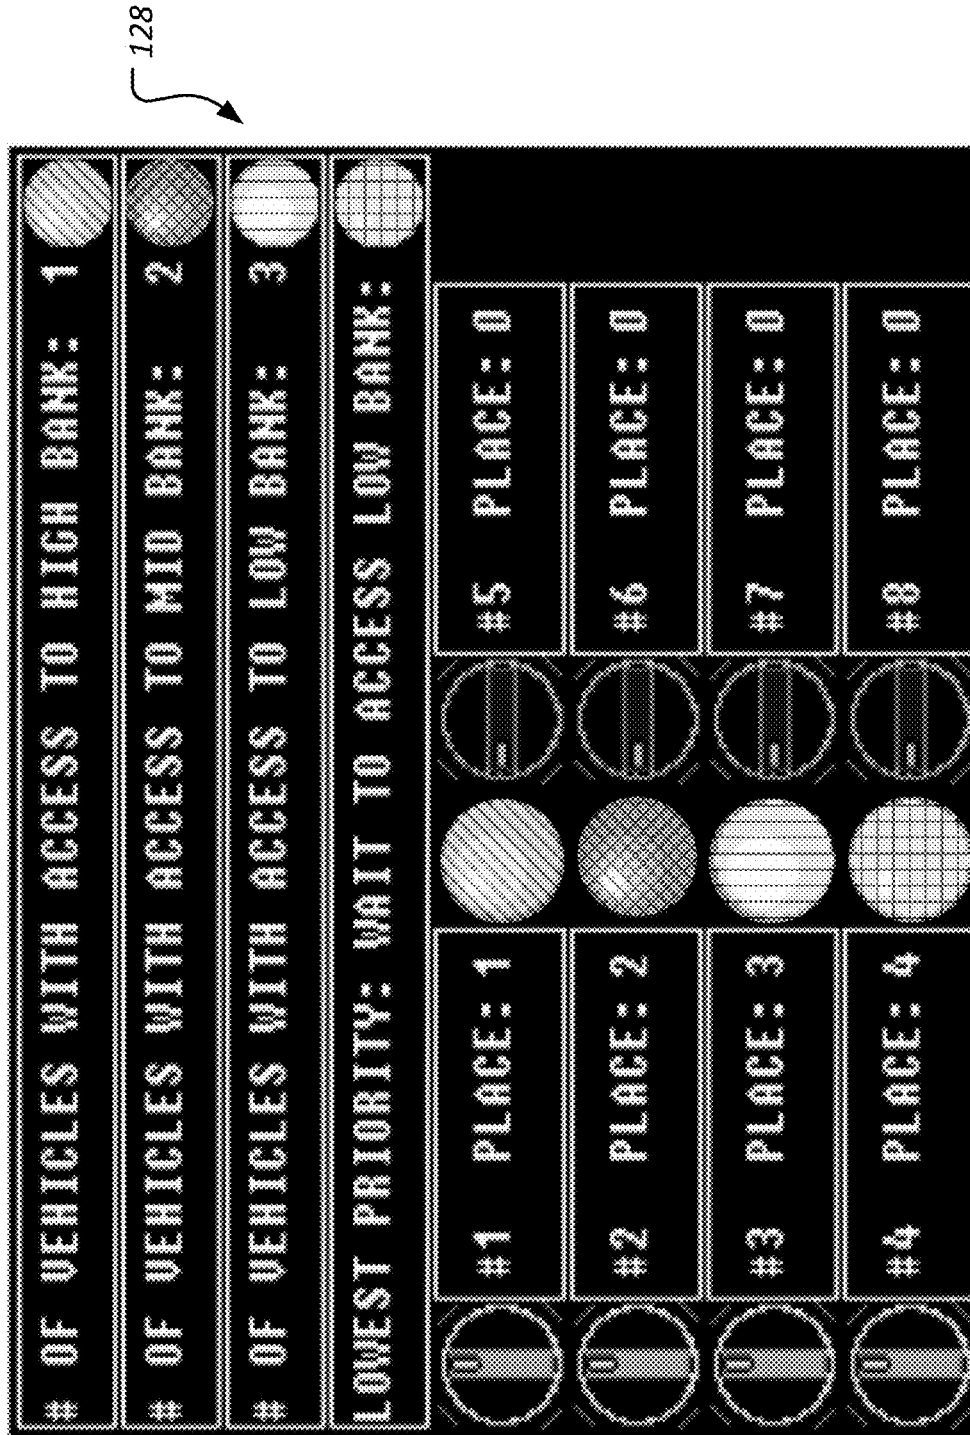 128
# OF VEHICLES WITH ACCESS TO HIGH BANK: 1
# OF VEHICLES WITH ACCESS TO MID BANK: 2
# OF VEHICLES WITH ACCESS TO LOW BANK: 3
LOWEST PRIORITY: WAIT TO ACCESS LOW BANK:
#1 PLACE: 1 #5 PLACE: 0
#2 PLACE: 2 #6 PLACE: 0
#3 PLACE: 3 #7 PLACE: 0
#4 PLACE: 4 #8 PLACE: 0